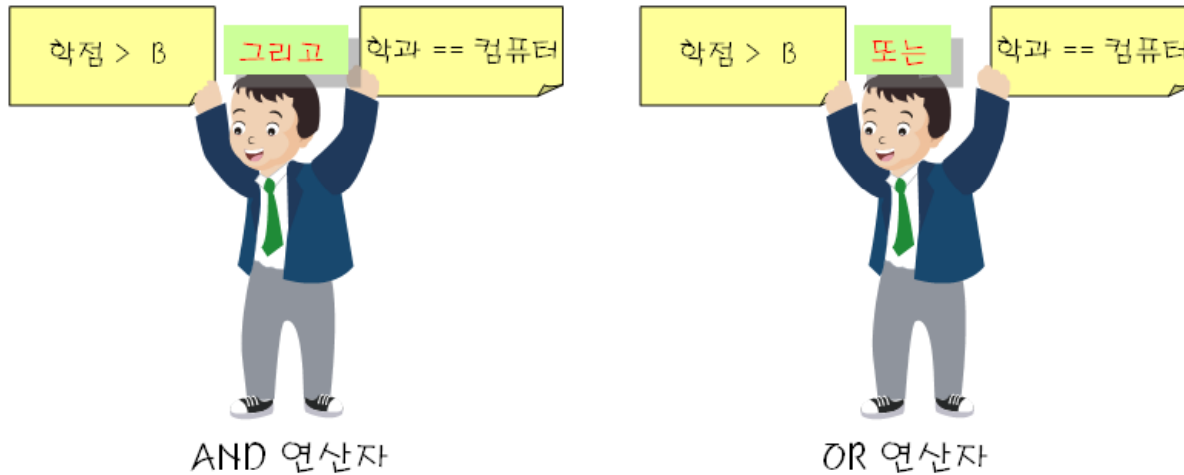 학점 > B
그리고
학과 == 컴퓨터
학점 > B
또는
학과 == 컴퓨터
AND 연산자
OR 연산자